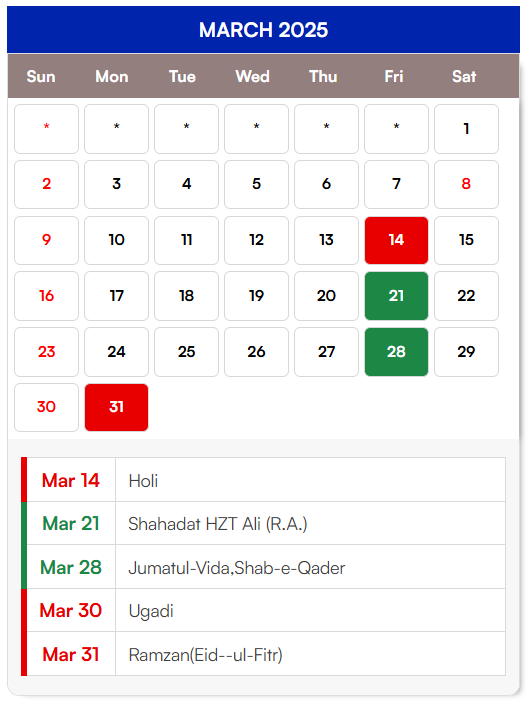 MARCH 2025
Sun Mon Tue Wed Thu Fri Sat
* * * * * * 1
2 3 4 5 6 7 8
9 10 11 12 13 14 15
16 17 18 19 20 21 22
23 24 25 26 27 28 29
30 31
Mar 14 Holi
Mar 21 Shahadat HZT Ali (R.A.)
Mar 28 Jumatul-Vida,Shab-e-Qader
Mar 30 Ugadi
Mar 31 Ramzan(Eid--ul-Fitr)